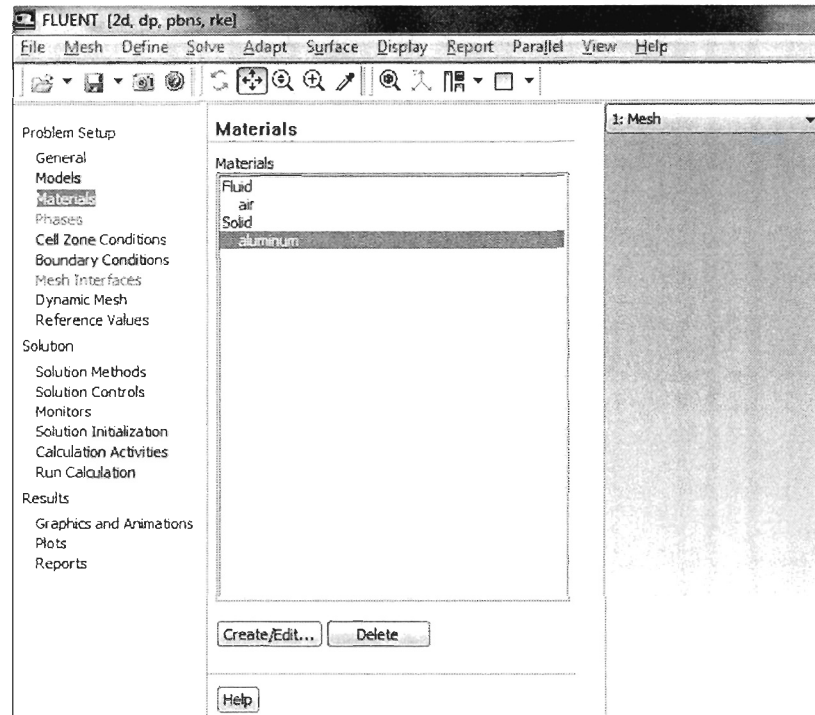 FLUENT [2d, dp, pbns, rke]
File Mesh Define Solve Adapt Surface Display Report Parallel View Help
Problem Setup
General
Models
Materials
Phases
Cell Zone Conditions
Boundary Conditions
Mesh Interfaces
Dynamic Mesh
Reference Values
Solution
Solution Methods
Solution Controls
Monitors
Solution Initialization
Calculation Activities
Run Calculation
Results
Graphics and Animations
Plots
Reports
Materials
Materials
Fluid
air
Solid
aluminum
Create/Edit... Delete
Help
1: Mesh